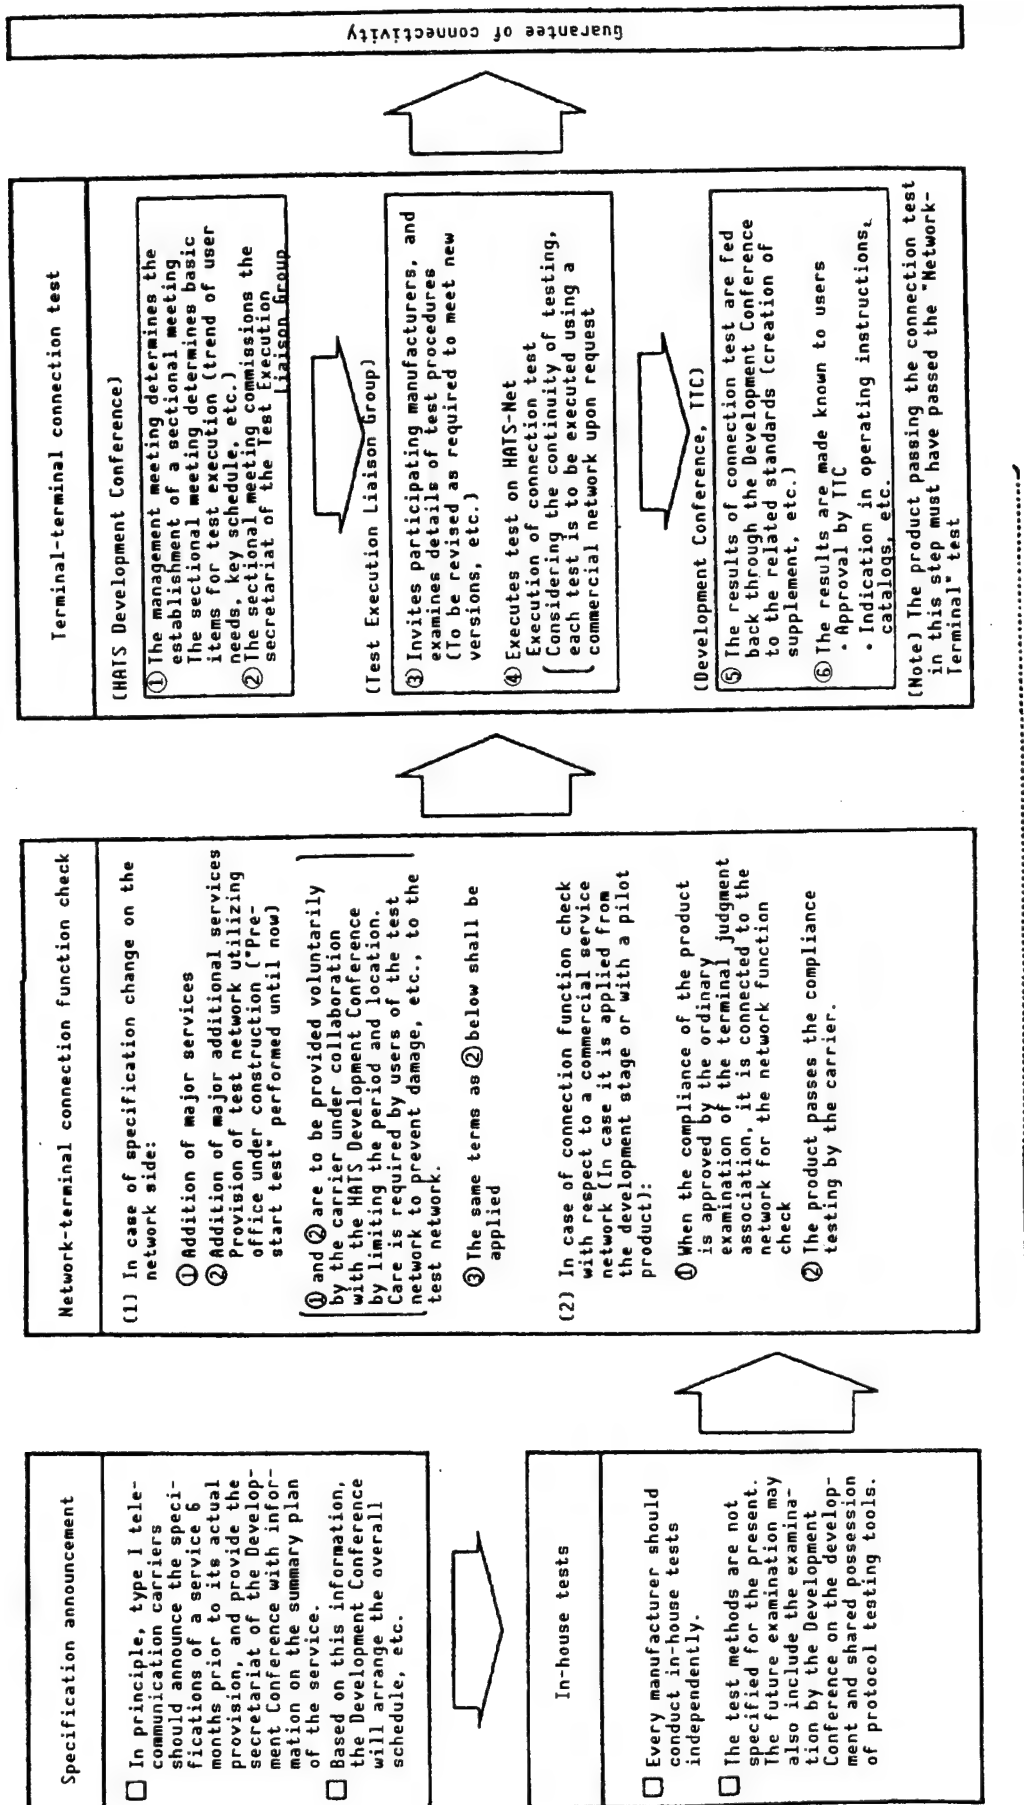 Specification announcement
□ In principle, type I tele-
communication carriers
should announce the speci-
fications of a service 6
months prior to its actual
provision, and provide the
secretariat of the Develop-
ment Conference with infor-
mation on the summary plan
of the service.
□ Based on this information,
the Development Conference
will arrange the overall
schedule, etc.
In-house tests
□ Every manufacturer should
conduct in-house tests
independently.
□ The test methods are not
specified for the present.
The future examination may
also include the examina-
tion by the Development
Conference on the develop-
ment and shared possession
of protocol testing tools.
Network-terminal connection function check
(1) In case of specification change on the
network side:
① Addition of major services
② Addition of major additional services
Provision of test network utilizing
office under construction ("Pre-
start test" performed until now)
(① and ② are to be provided voluntarily
by the carrier under collaboration
with the HATS Development Conference
by limiting the period and location.
Care is required by users of the test
network to prevent damage, etc., to the
test network.)
③ The same terms as ② below shall be
applied
(2) In case of connection function check
with respect to a commercial service
network (In case it is applied from
the development stage or with a pilot
product):
① When the compliance of the product
is approved by the ordinary
examination of the terminal judgment
association, it is connected to the
network for the network function
check
② The product passes the compliance
testing by the carrier.
Terminal-terminal connection test
(HATS Development Conference)
① The management meeting determines the
establishment of a sectional meeting
The sectional meeting determines basic
items for test execution (trend of user
needs, key schedule, etc.)
② The sectional meeting commissions the
secretariat of the Test Execution
Liaison Group
(Test Execution Liaison Group)
③ Invites participating manufacturers, and
examines details of test procedures
(To be revised as required to meet new
versions, etc.)
④ Executes test on HATS-Net
Execution of connection test
(Considering the continuity of testing,
each test is to be executed using a
commercial network upon request
(Development Conference, TTC)
⑤ The results of connection test are fed
back through the Development Conference
to the related standards (creation of
supplement, etc.)
⑥ The results are made known to users
• Approval by TTC
• Indication in operating instructions,
catalogs, etc.
(Note) The product passing the connection test
in this step must have passed the "Network-
Terminal" test
Guarantee of connectivity